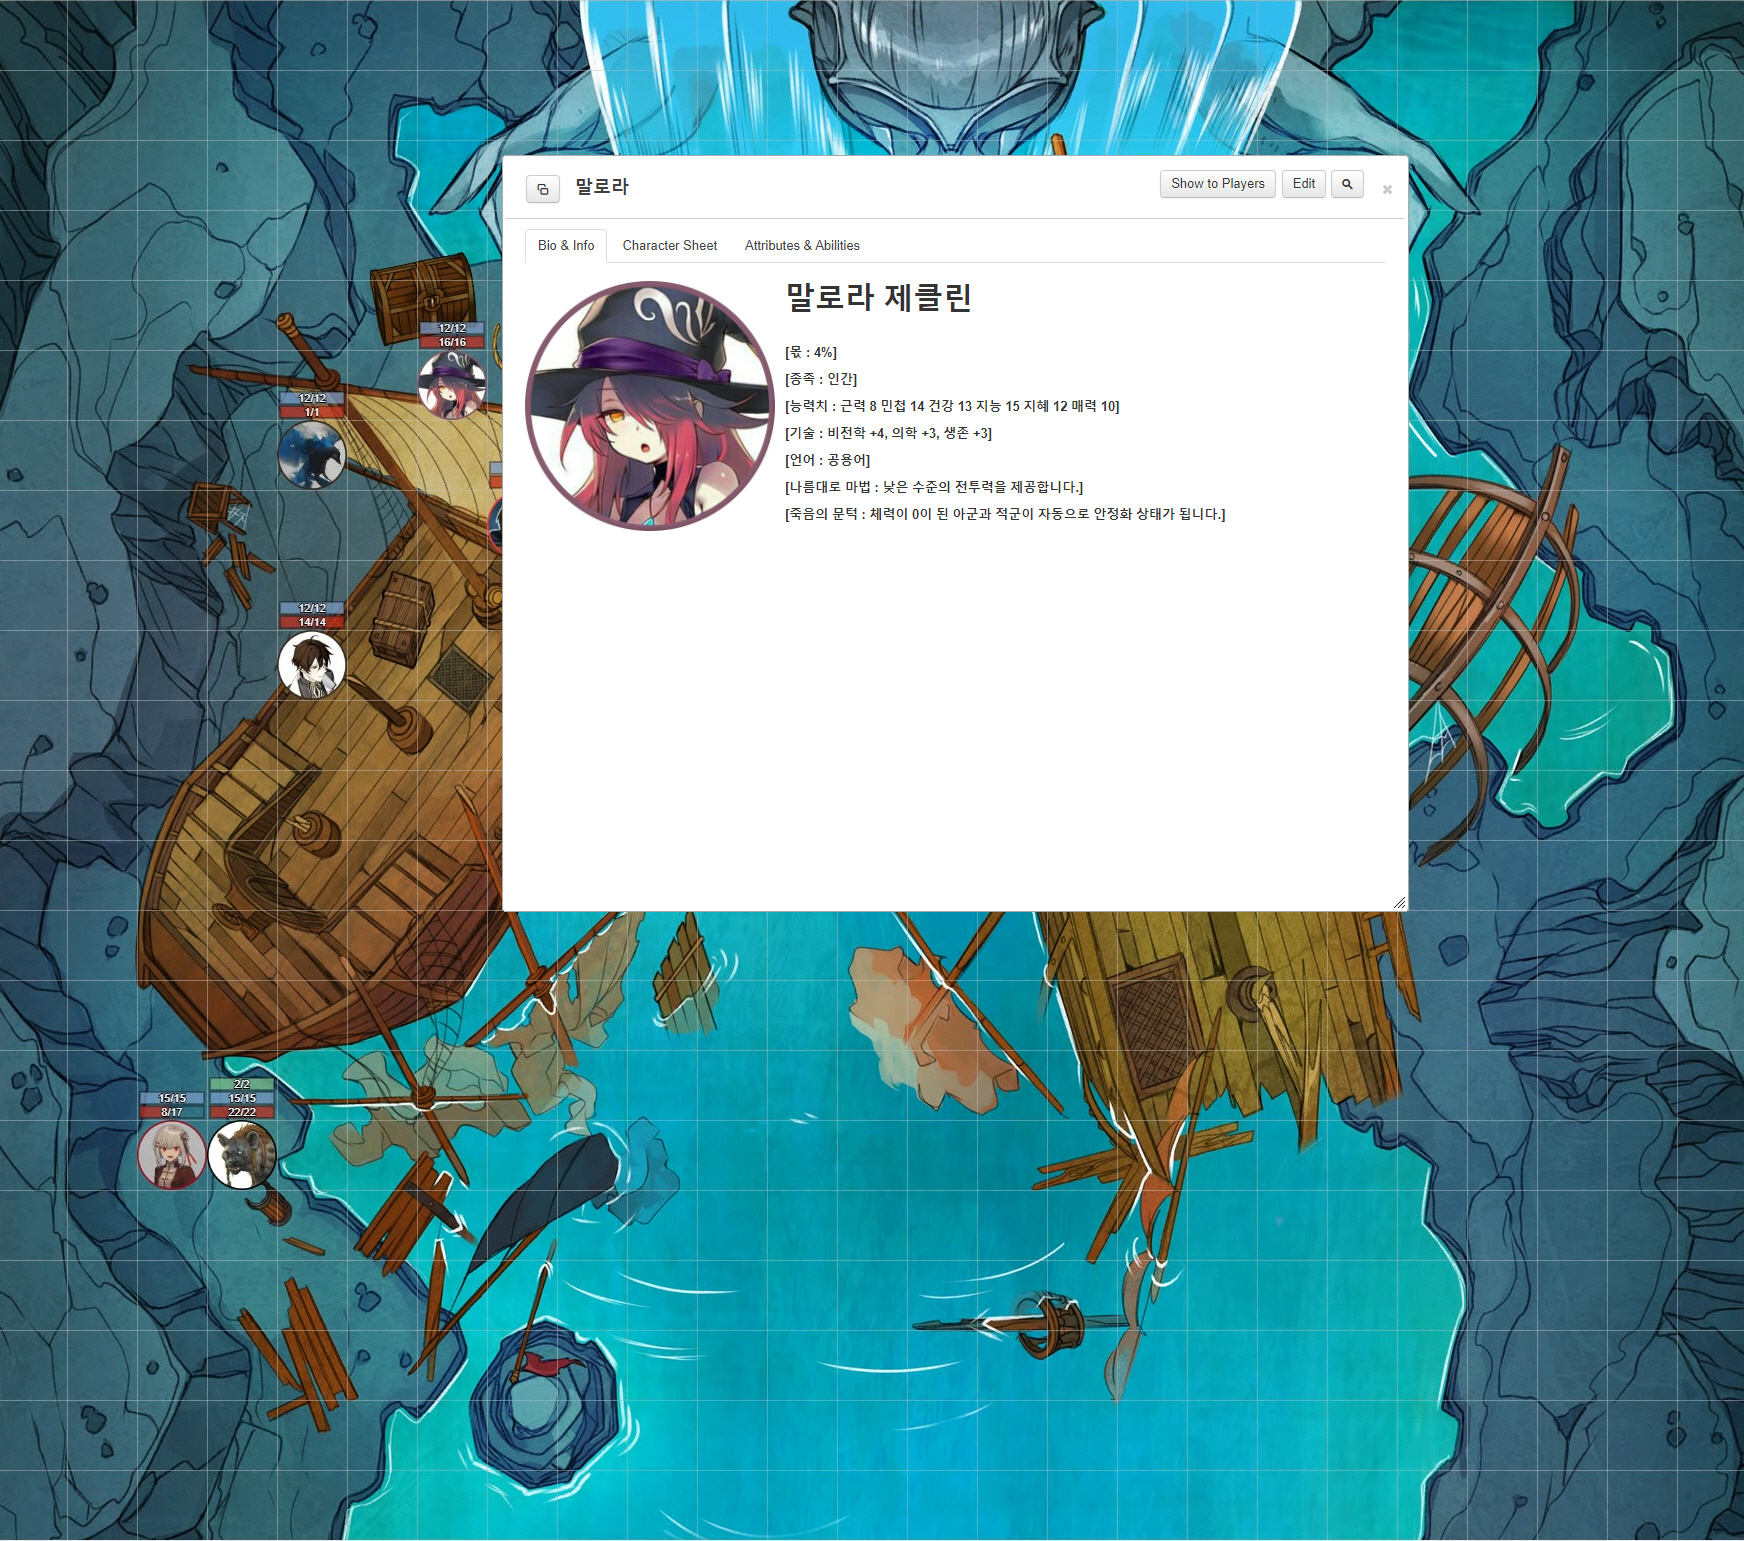 말로라
Show to Players
Edit
Bio & Info
Character Sheet
Attributes & Abilities
말로라 제클린
[몫 : 4%]
[종족 : 인간]
[능력치 : 근력 8 민첩 14 건강 13 지능 15 지혜 12 매력 10]
[기술 : 비전학 +4, 의학 +3, 생존 +3]
[언어 : 공용어]
[나름대로 마법 : 낮은 수준의 전투력을 제공합니다.]
[죽음의 문턱 : 체력이 0이 된 아군과 적군이 자동으로 안정화 상태가 됩니다.]
12/12
16/16
12/12
1/1
12/12
14/14
15/15
8/17
2/2
15/15
22/22